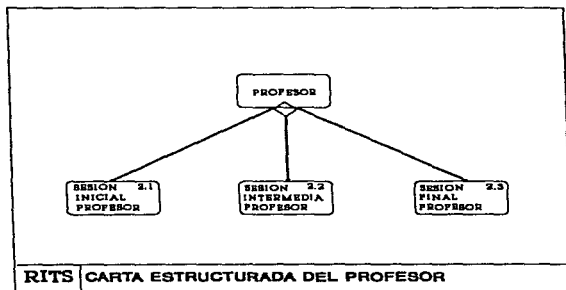 PROFESOR
SESION 2.1
INICIAL
PROFESOR
SESION 2.2
INTERMEDIA
PROFESOR
SESION 2.3
FINAL
PROFESOR
RITS CARTA ESTRUCTURADA DEL PROFESOR